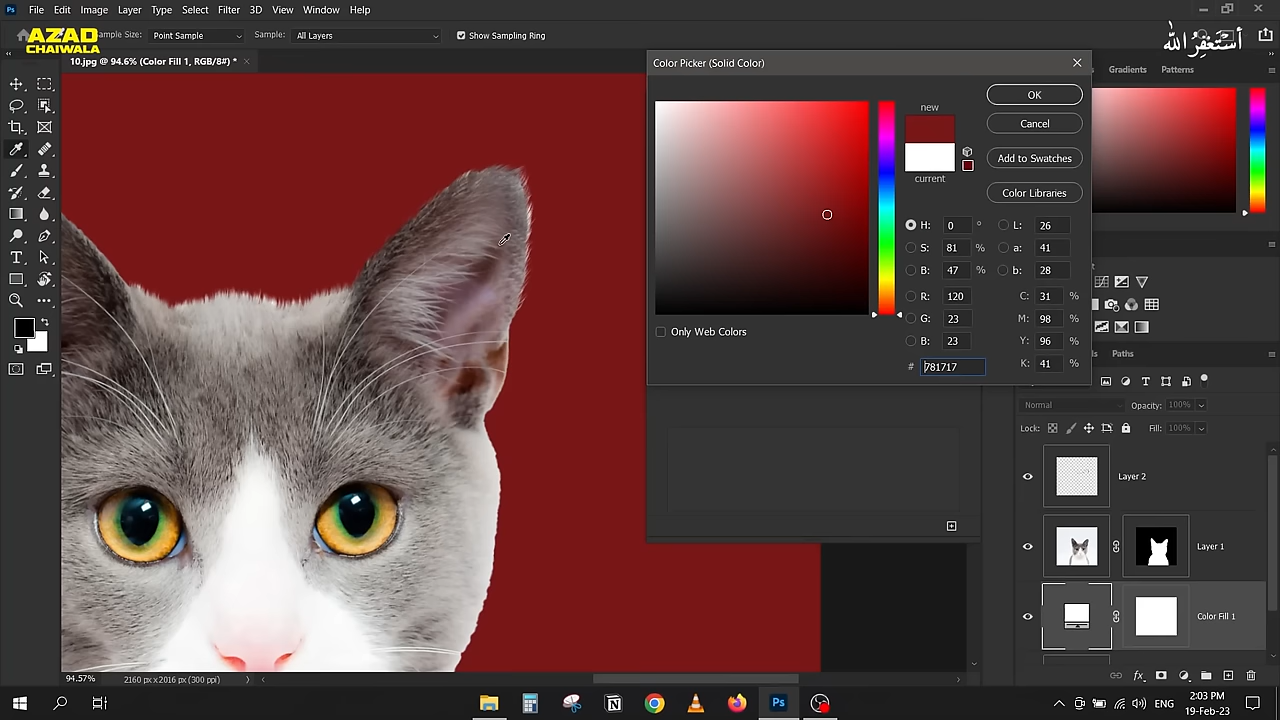 File Edit Image Layer Type Select Filter 3D View Window Help
AZAD
CHAIWALA
ample Size: Point Sample Sample: All Layers Show Sampling Ring
أستغفر الله
10.jpg @ 94.6% (Color Fill 1, RGB/8#) *
Color Picker (Solid Color)
Gradients Patterns
new
current
OK
Cancel
Add to Swatches
Color Libraries
H: 0 °
S: 81 %
B: 47 %
R: 120
G: 23
B: 23
# 781717
L: 26
a: 41
b: 28
C: 31 %
M: 98 %
Y: 96 %
K: 41 %
Only Web Colors
Paths
Normal Opacity: 100%
Lock: Fill: 100%
Layer 2
Layer 1
Color Fill 1
94.57% 2160 px x 2016 px (300 ppi)
Ps
ENG
2:03 PM
19-Feb-23